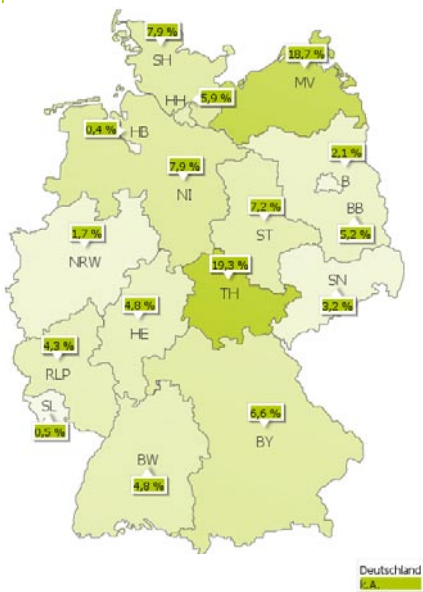 7,9 %
SH
18,7 %
MV
HH
5,9 %
0,4 %
HB
2,1 %
B
7,9 %
NI
BB
7,2 %
ST
5,2 %
1,7 %
NRW
19,3 %
TH
SN
3,2 %
4,8 %
HE
4,3 %
RLP
SL
0,5 %
6,6 %
BY
BW
4,8 %
Deutschland
k.A.